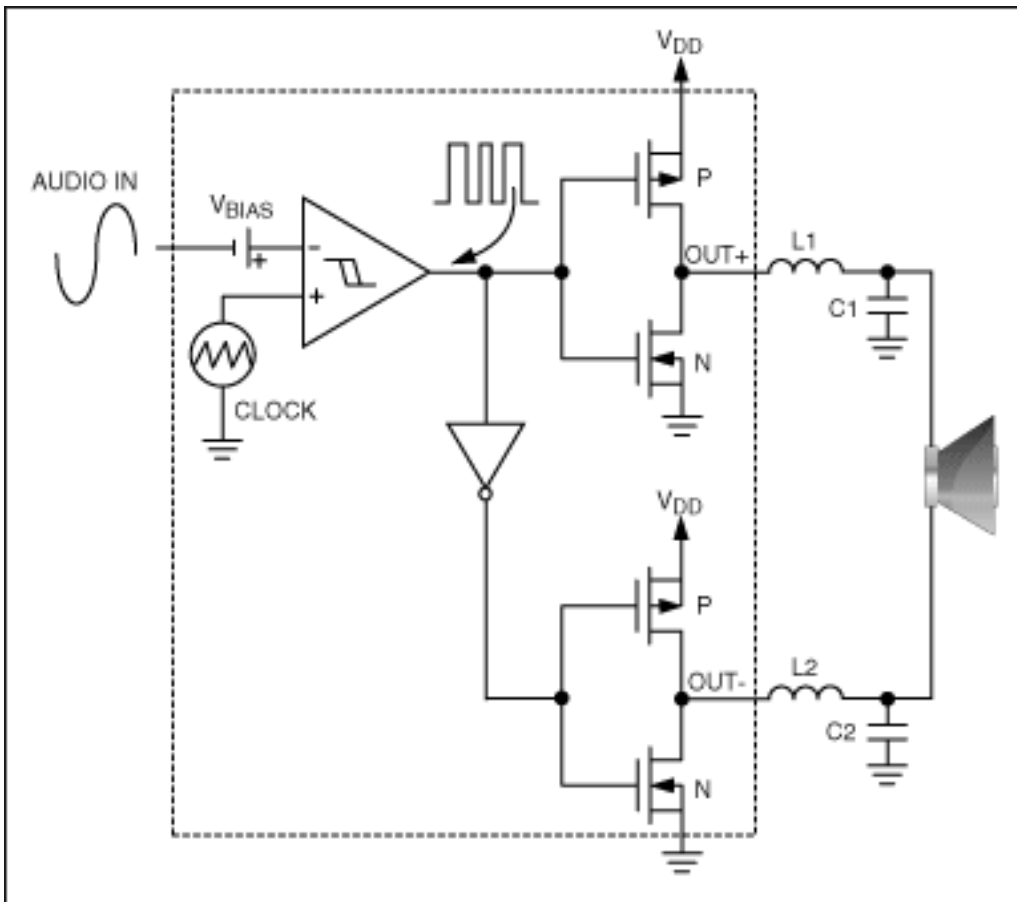 VDD
AUDIO IN
VBIAS
P
+
−
OUT+
L1
+
C1
N
CLOCK
VDD
P
L2
OUT-
C2
N